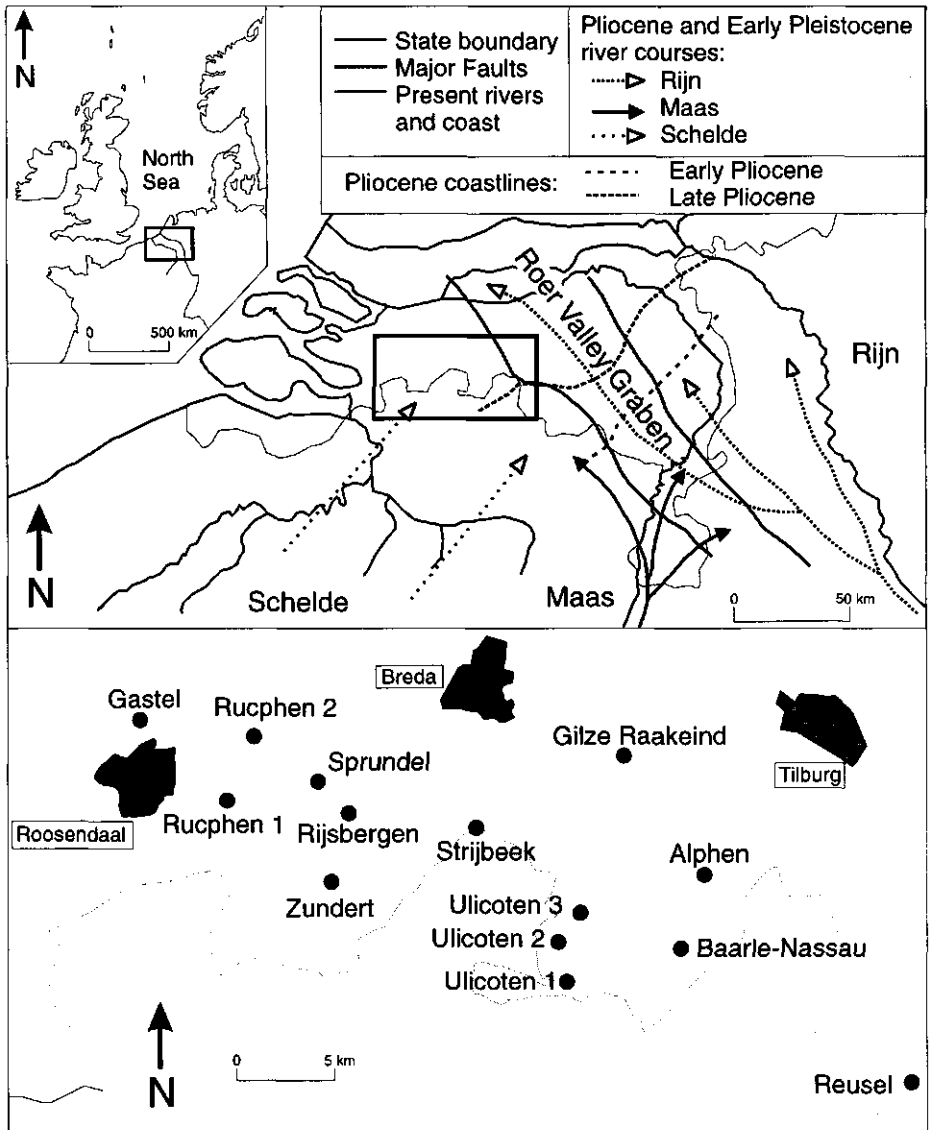 N
North
Sea
0 500 km
State boundary
Major Faults
Present rivers
and coast
Pliocene and Early Pleistocene
river courses:
Rijn
Maas
Schelde
Pliocene coastlines:
Early Pliocene
Late Pliocene
Roer Valley Graben
Rijn
N
Schelde
Maas
0 50 km
Breda
Gastel
Rucphen 2
Gilze Raakeind
Sprundel
Tilburg
Roosendaal
Rucphen 1
Rijsbergen
Strijbeek
Alphen
Zundert
Ulicoten 3
Ulicoten 2
Baarle-Nassau
Ulicoten 1
0 5 km
N
Reusel